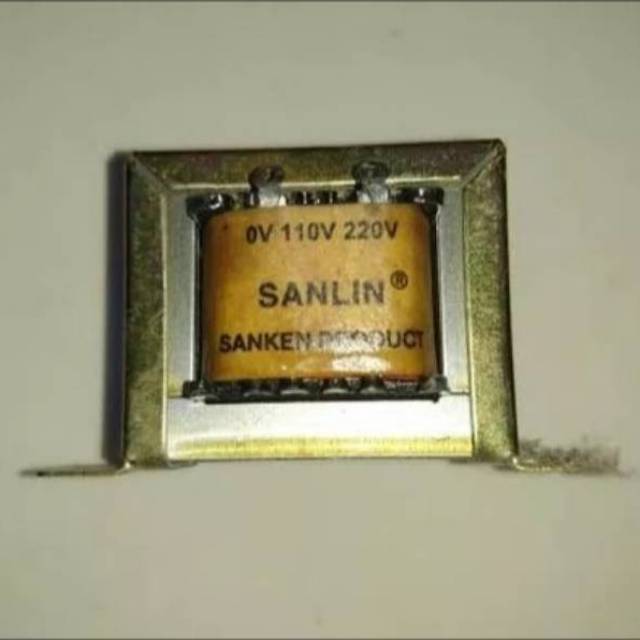 0V 110V 220V
SANLIN®
SANKEN PRODUCT